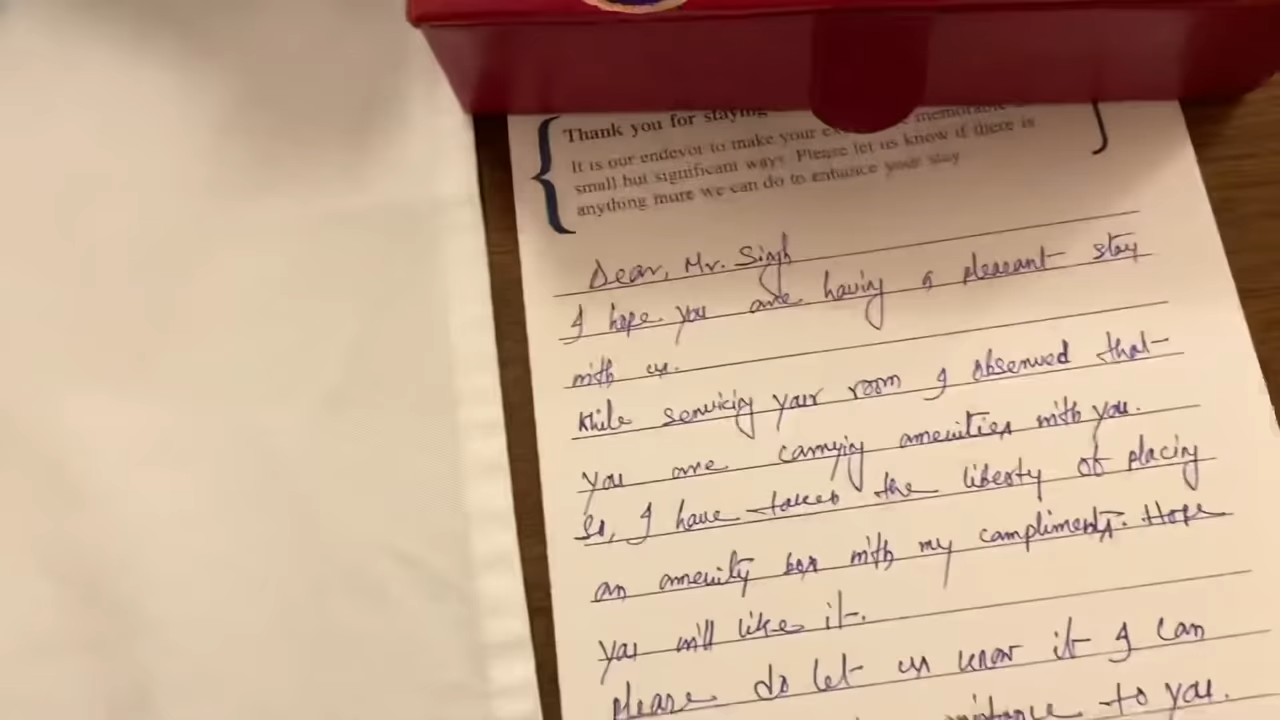 Thank you for staying
It is our endevor to make your memorable
small but significant ways. Please let us know if there is
anything more we can do to enhance your stay
Dear, Mr. Singh
I hope you are having a pleasant stay
with us.
While servicing your room I observed that
you are carrying amenities with you.
So, I have taken the liberty of placing
an amenity box with my compliments. Hope
you will like it.
Please do let us know if I can
to you.